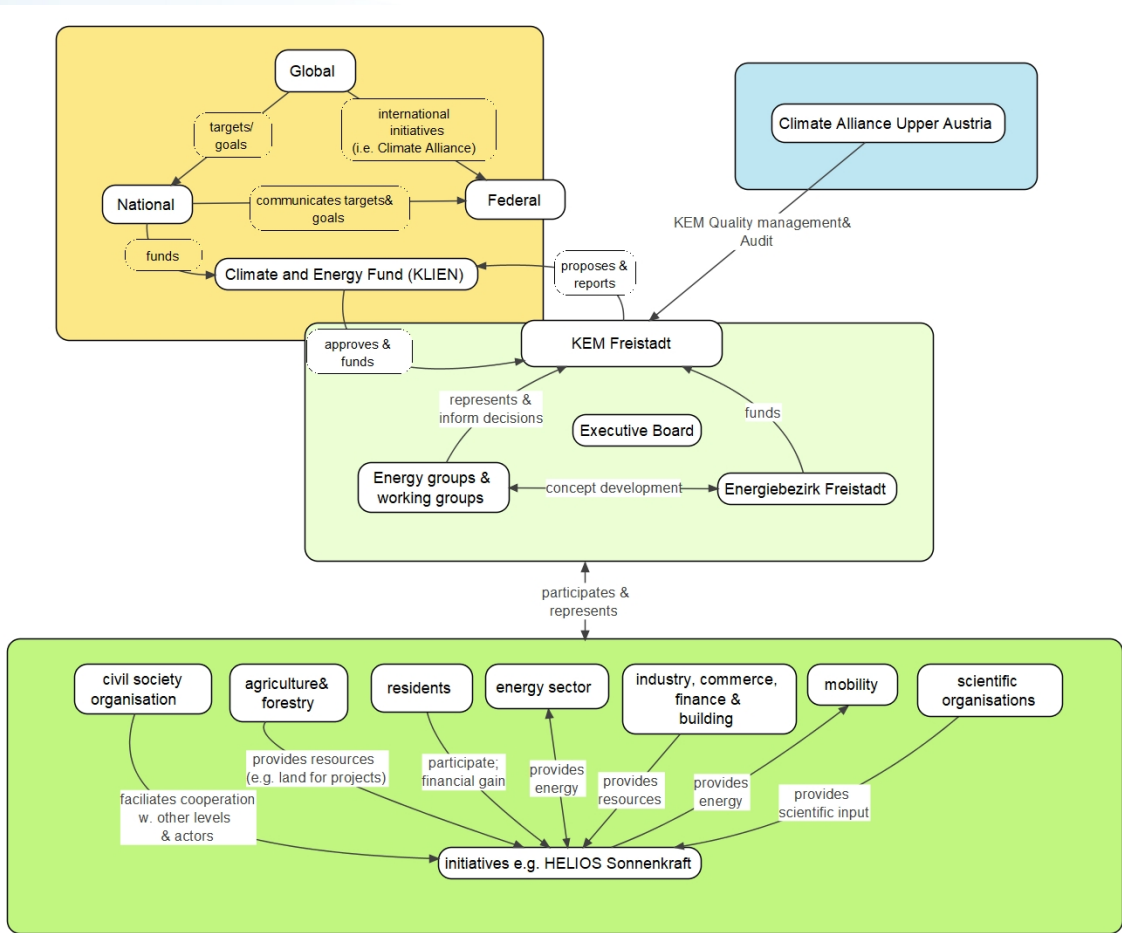 Global
targets/
goals
international
initiatives
(i.e. Climate Alliance)
National
communicates targets&
goals
Federal
funds
Climate and Energy Fund (KLIEN)
proposes &
reports
Climate Alliance Upper Austria
KEM Quality management&
Audit
approves &
funds
KEM Freistadt
represents &
inform decisions
funds
Executive Board
Energy groups &
working groups
concept development
Energiebezirk Freistadt
participates &
represents
civil society
organisation
agriculture&
forestry
residents
energy sector
industry, commerce,
finance &
building
mobility
scientific
organisations
faciliates cooperation
w. other levels
& actors
provides resources
(e.g. land for projects)
participate;
financial gain
provides
energy
provides
resources
provides
energy
provides
scientific input
initiatives e.g. HELIOS Sonnenkraft